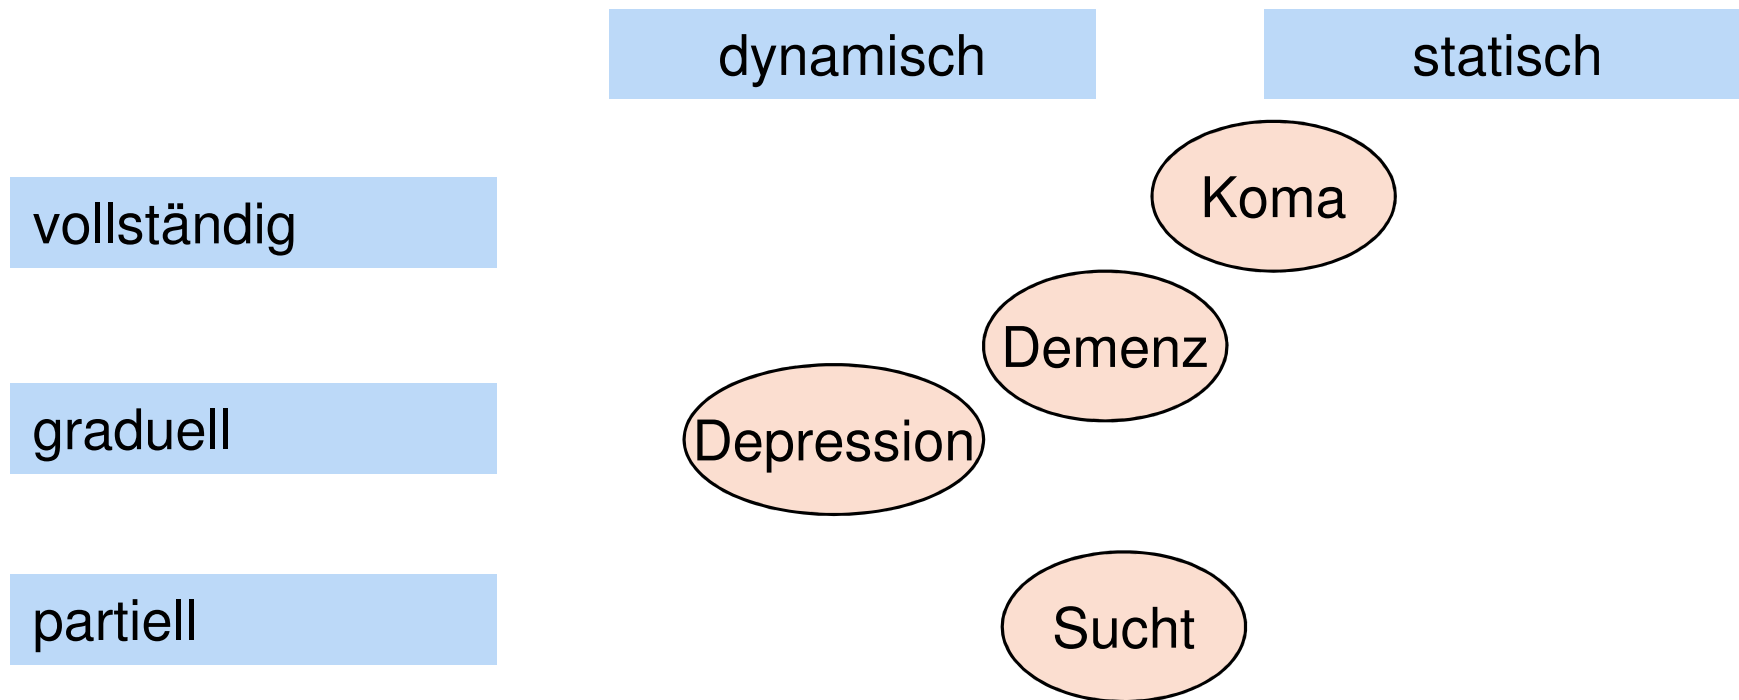 dynamisch statisch
Koma
vollständig
Demenz
graduell
Depression
partiell
Sucht